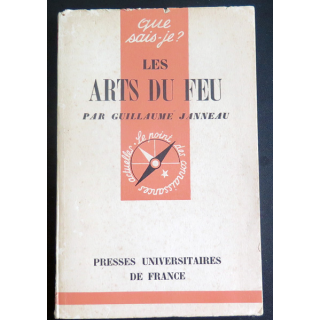 que
sais-je?
LES
ARTS DU FEU
PAR GUILLAUME JANNEAU
Le point des connaissances actuelles
PRESSES UNIVERSITAIRES
DE FRANCE